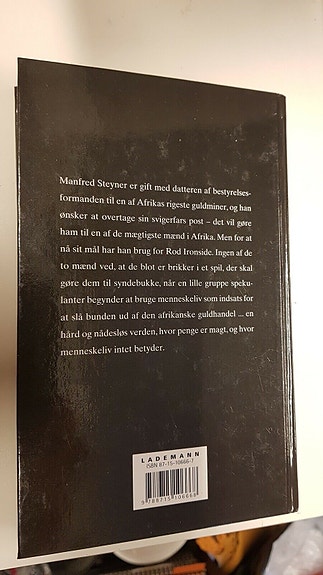 Manfred Steyner er gift med datteren af bestyrelses-
formanden til en af Afrikas rigeste guldminer, og han
ønsker at overtage sin svigerfars post – det vil gøre
ham til en af de mægtigste mænd i Afrika. Men for at
nå sit mål har han brug for Rod Ironside. Ingen af de
to mænd ved, at de blot er brikker i et spil, der skal
gøre dem til syndebukke, når en lille gruppe speku-
lanter begynder at bruge menneskeliv som indsats for
at slå bunden ud af den afrikanske guldhandel ... en
hård og nådesløs verden, hvor penge er magt, og hvor
menneskeliv intet betyder.
LADEMANN
ISBN 87-15-10666-7
9 788715 106666